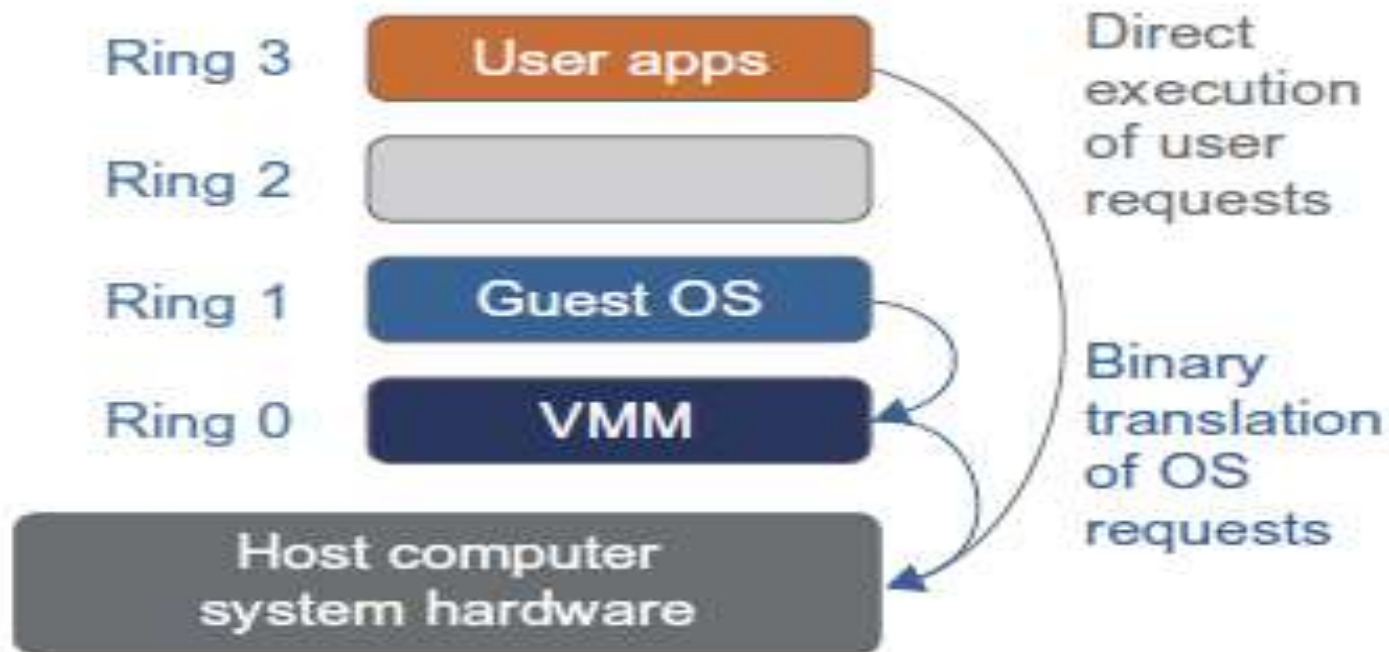 Ring 3
User apps
Direct
execution
of user
requests
Ring 2
Ring 1
Guest OS
Ring 0
VMM
Binary
translation
of OS
requests
Host computer
system hardware